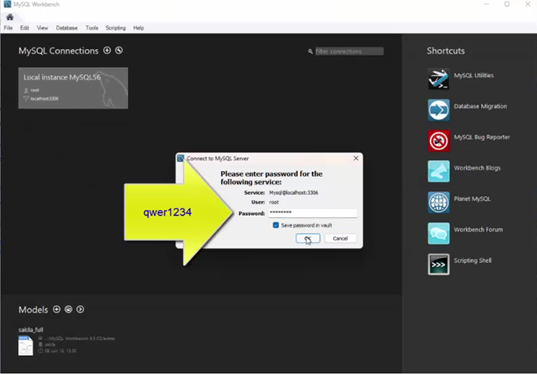 MySQL Workbench
File Edit View Database Tools Scripting Help
MySQL Connections
Filter connections
Shortcuts
Local instance MySQL56
root
localhost:3306
MySQL Utilities
Database Migration
MySQL Bug Reporter
Workbench Blogs
Planet MySQL
Workbench Forum
Scripting Shell
Connect to MySQL Server
Please enter password for the
following service:
Service: Mysql@localhost:3306
User: root
Password: ********
Save password in vault
OK Cancel
qwer1234
Models
sakila_full
sakila